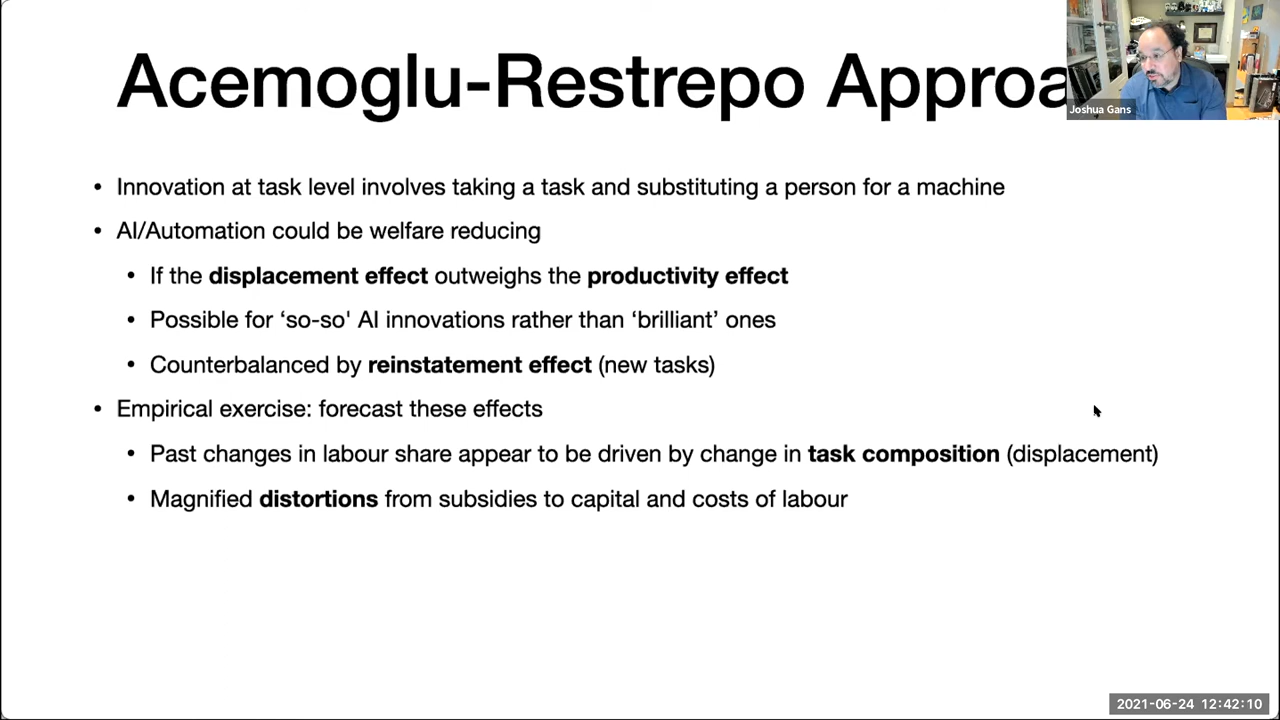 Acemoglu-Restrepo Approa
Joshua Gans
• Innovation at task level involves taking a task and substituting a person for a machine
• AI/Automation could be welfare reducing
• If the displacement effect outweighs the productivity effect
• Possible for ‘so-so' AI innovations rather than ‘brilliant’ ones
• Counterbalanced by reinstatement effect (new tasks)
• Empirical exercise: forecast these effects
• Past changes in labour share appear to be driven by change in task composition (displacement)
• Magnified distortions from subsidies to capital and costs of labour
2021-06-24 12:42:10